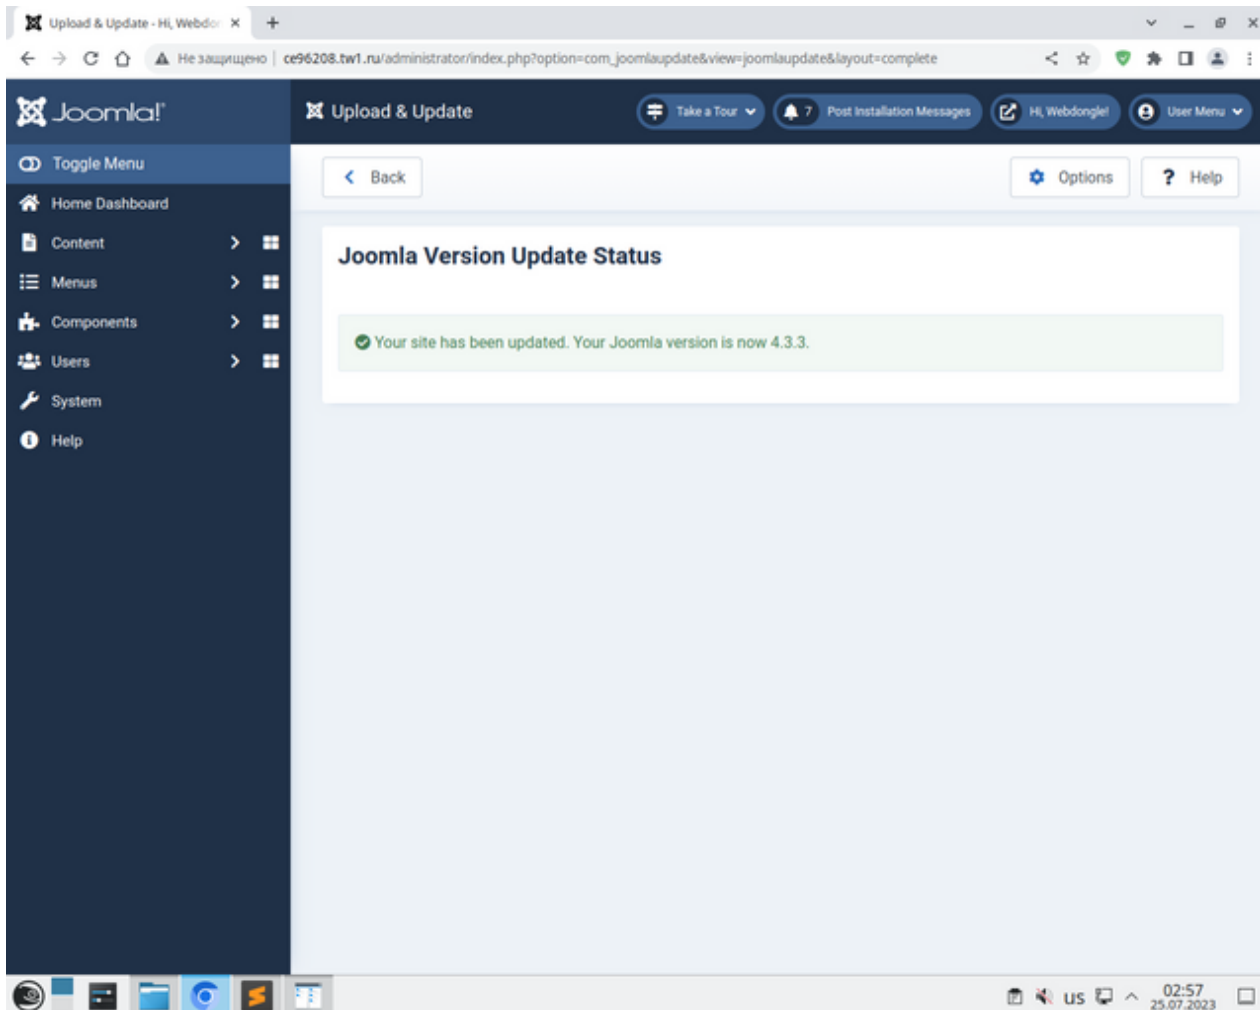 Upload & Update - Hi, Webdor
Не защищено ce96208.tw1.ru/administrator/index.php?option=com_joomlaupdate&view=joomlaupdate&layout=complete
Joomla!
Upload & Update
Take a Tour
7 Post Installation Messages
Hi, Webdongle!
User Menu
Toggle Menu
Home Dashboard
Content
Menus
Components
Users
System
Help
Back
Options
? Help
Joomla Version Update Status
Your site has been updated. Your Joomla version is now 4.3.3.
us
02:57
25.07.2023